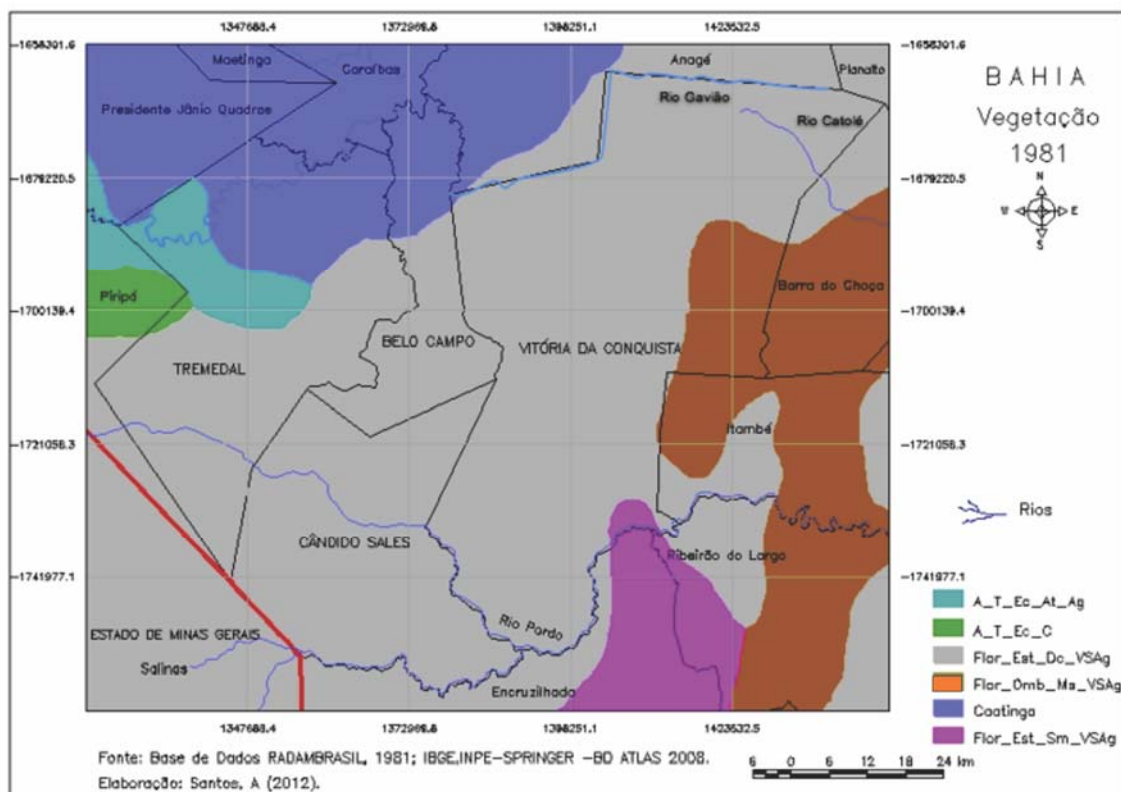 1347688.4 1372969.8 1398251.1 1423532.5
-1658301.6 -1658301.6
BAHIA
Vegetação
1981
N
W E
S
Maetinga
Caraíbas
Anagé
Planalto
Presidente Jânio Quadros
Rio Gavião
Rio Catolé
-1679220.5 -1679220.5
Piripá
Barra do Choça
-1700139.4 -1700139.4
TREMEDAL
BELO CAMPO
VITÓRIA DA CONQUISTA
Itambé
-1721058.3 -1721058.3
Rios
CÂNDIDO SALES
Ribeirão do Largo
-1741977.1 -1741977.1
Rio Pardo
ESTADO DE MINAS GERAIS
Salinas
Encruzilhada
A_T_Ec_At_Ag
A_T_Ec_C
Flor_Est_Dc_VSAg
Flor_Omb_Ms_VSAg
Caatinga
Flor_Est_Sm_VSAg
1347688.4 1372969.8 1398251.1 1423532.5
Fonte: Base de Dados RADAMBRASIL, 1981; IBGE,INPE-SPRINGER -BD ATLAS 2008.
Elaboração: Santos, A (2012).
6 0 6 12 18 24 km